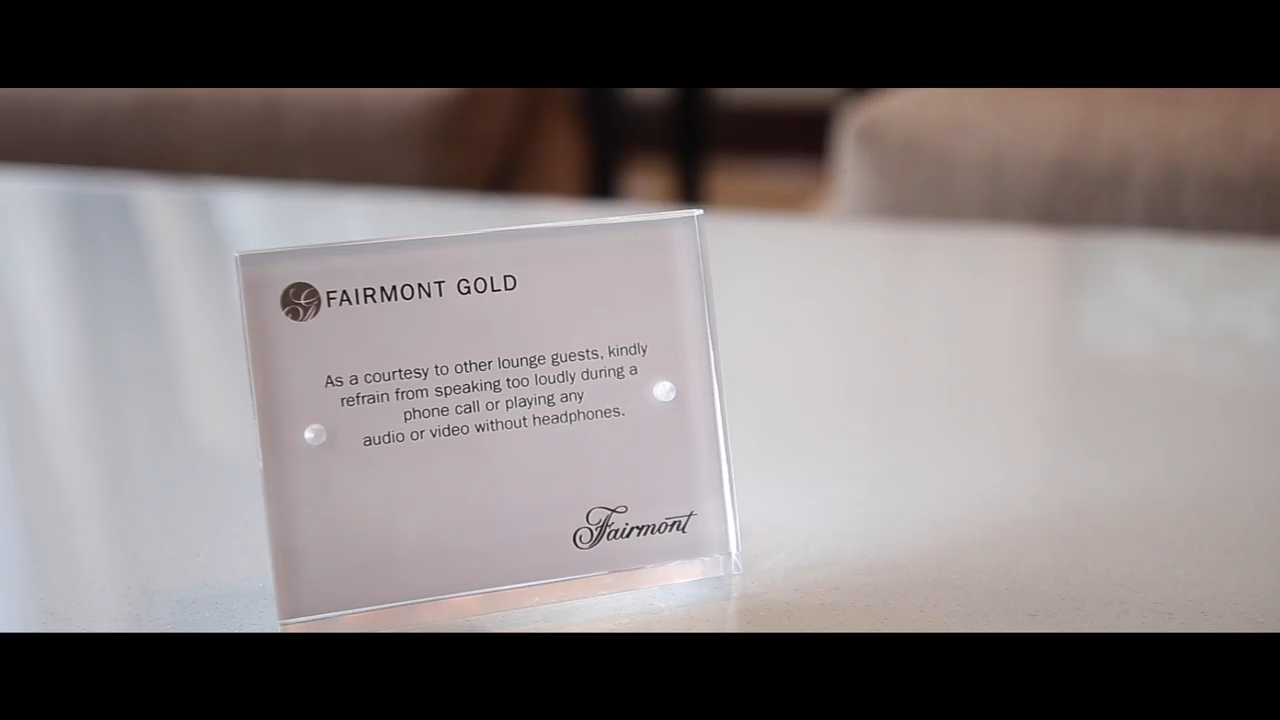 FAIRMONT GOLD
As a courtesy to other lounge guests, kindly
refrain from speaking too loudly during a
phone call or playing any
audio or video without headphones.
Fairmont